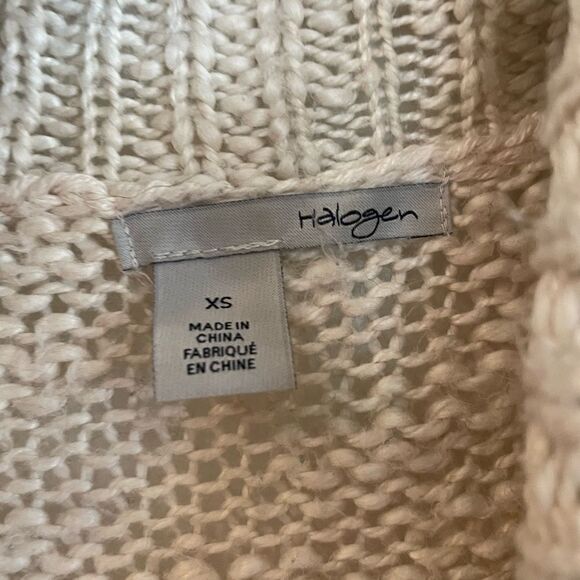 Halogen
XS
MADE IN
CHINA
FABRIQUÉ
EN CHINE